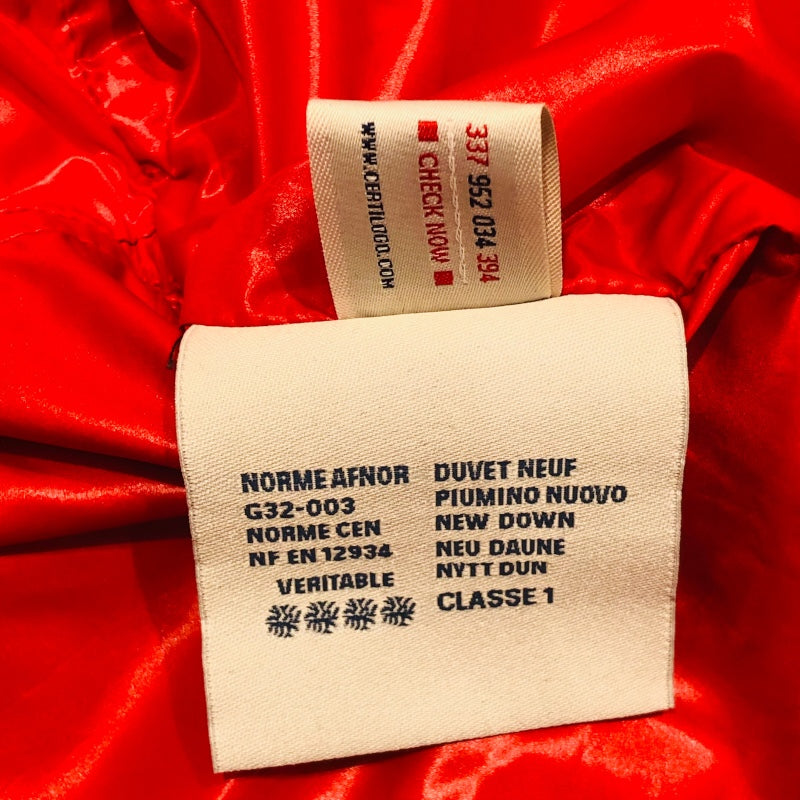 337 952 034 394
CHECK NOW
WWW.CERTILOGO.COM
NORME AFNOR
G32-003
NORME CEN
NF EN 12934
VERITABLE
DUVET NEUF
PIUMINO NUOVO
NEW DOWN
NEU DAUNE
NYTT DUN
CLASSE 1